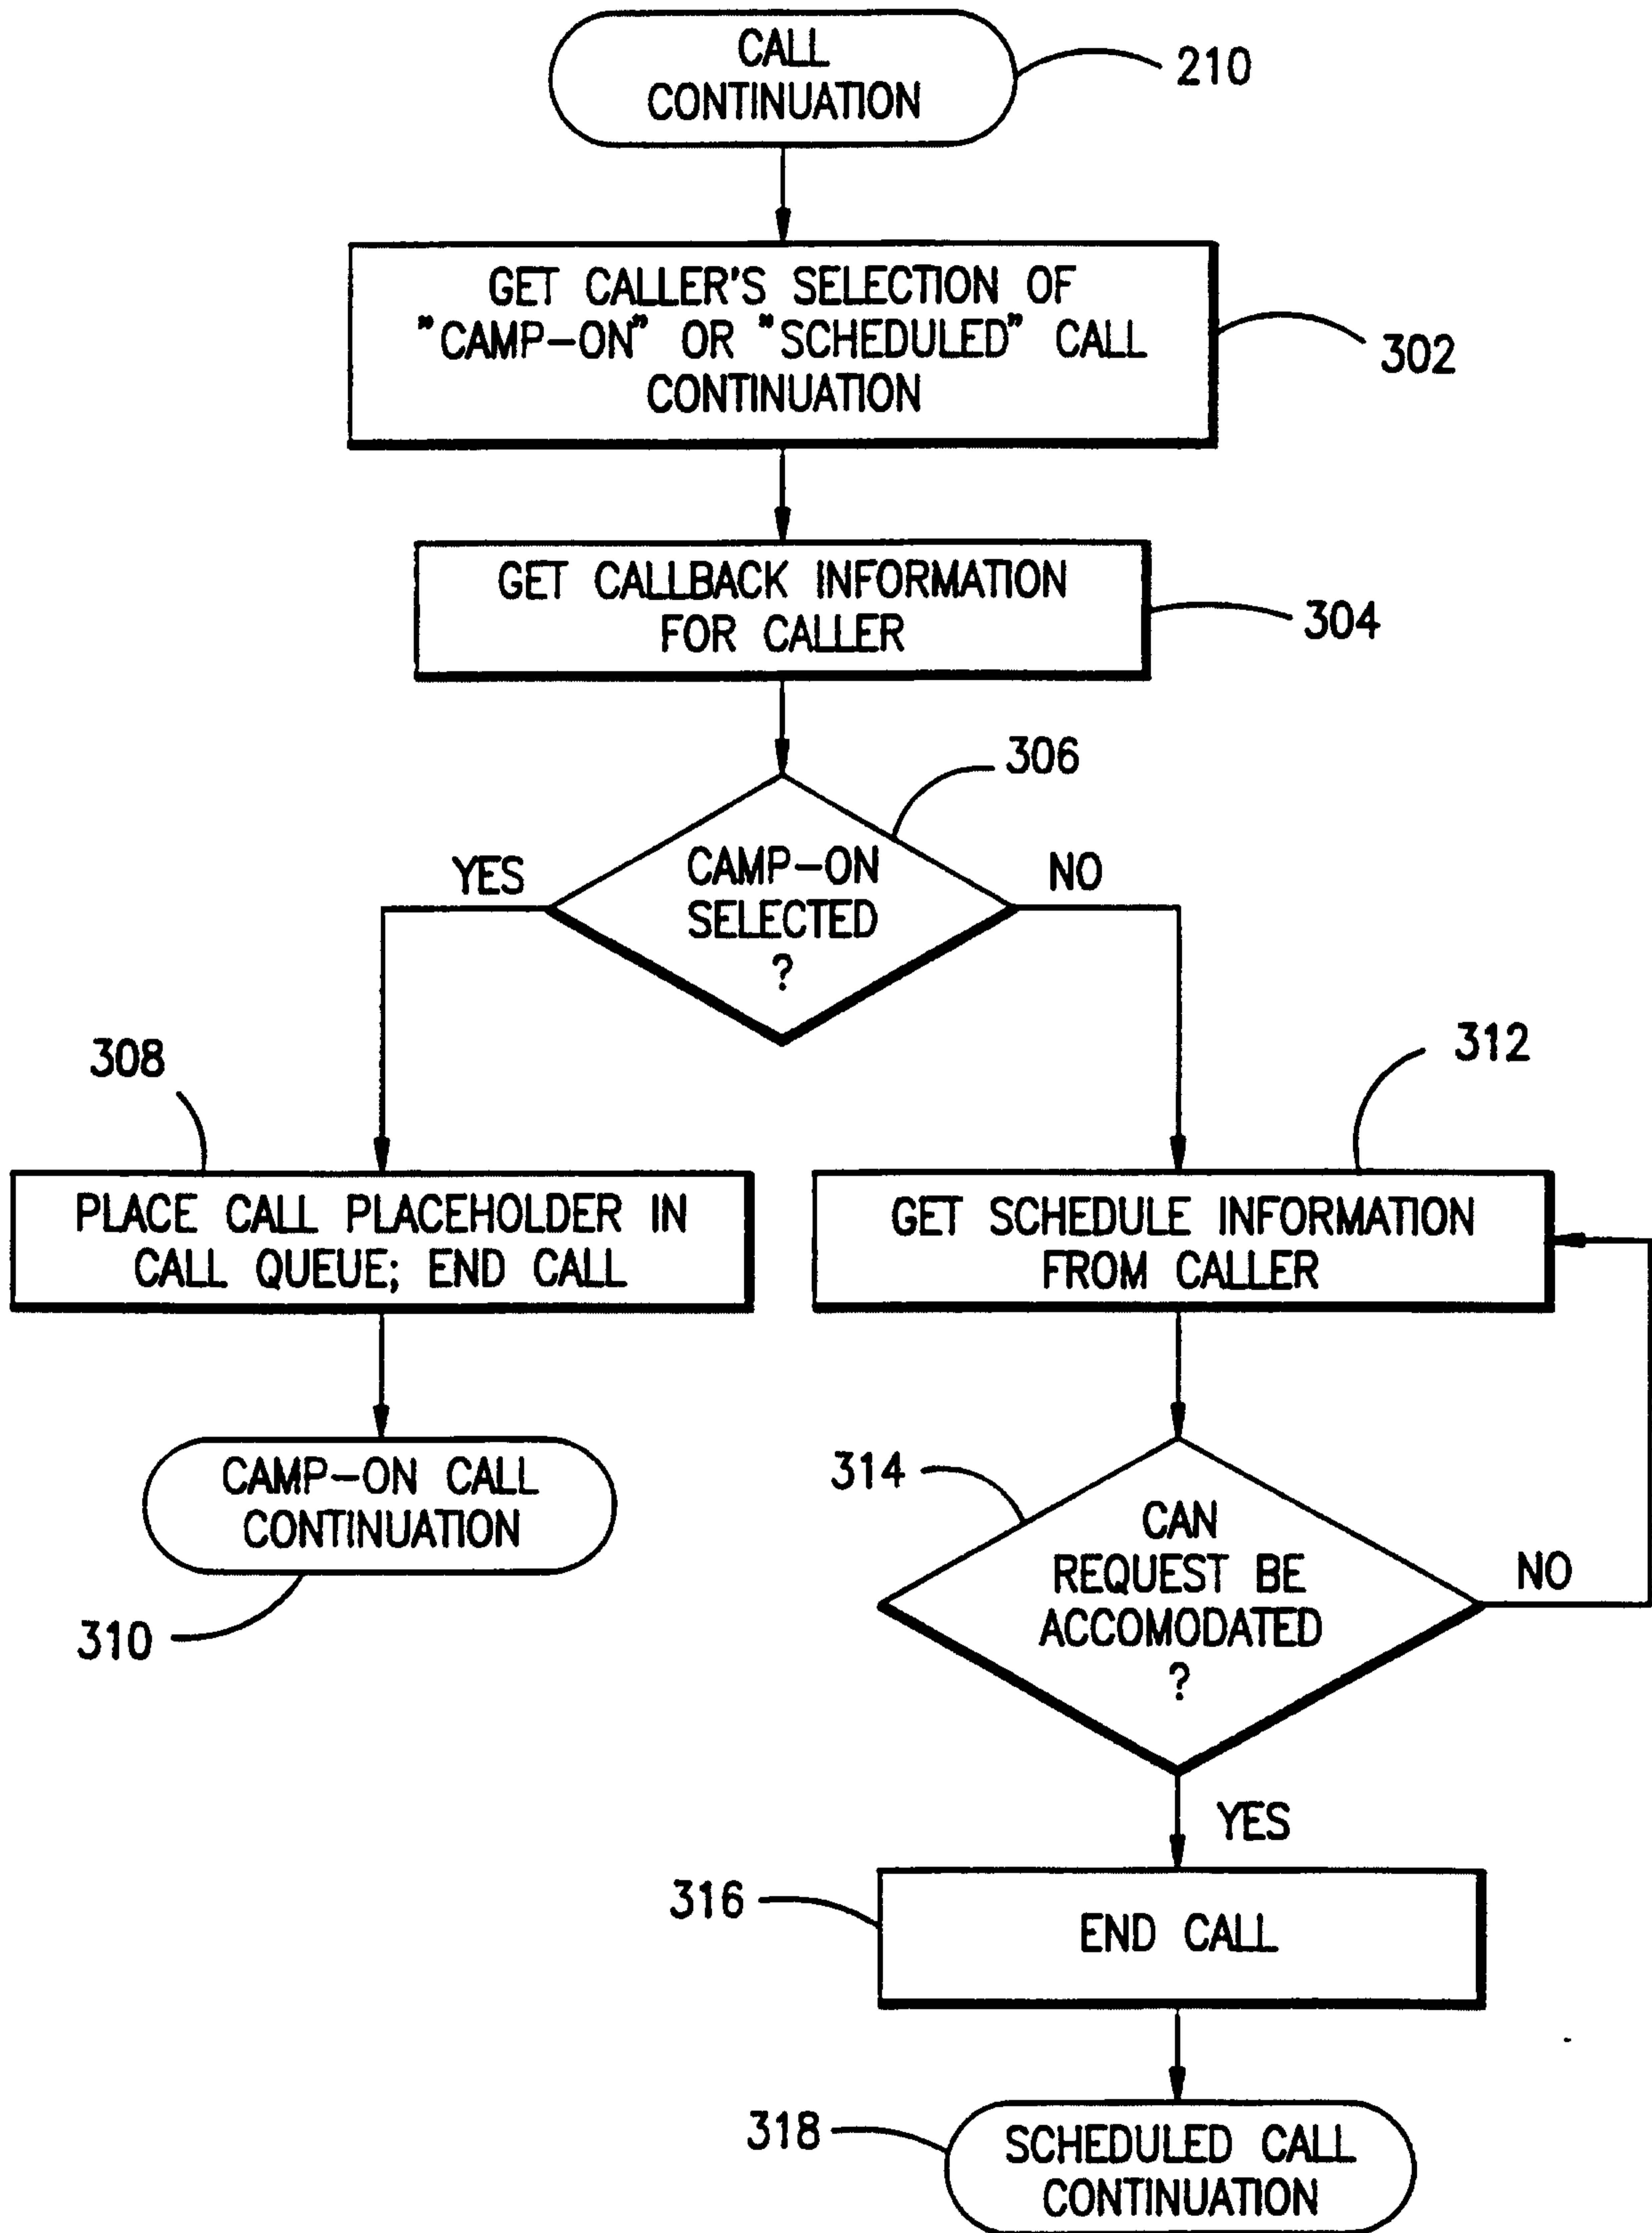 CALL
CONTINUATION
210
GET CALLER'S SELECTION OF
"CAMP-ON" OR "SCHEDULED" CALL
CONTINUATION
302
GET CALLBACK INFORMATION
FOR CALLER
304
306
YES
CAMP-ON
SELECTED
?
NO
308
312
PLACE CALL PLACEHOLDER IN
CALL QUEUE; END CALL
GET SCHEDULE INFORMATION
FROM CALLER
CAMP-ON CALL
CONTINUATION
310
314
CAN
REQUEST BE
ACCOMODATED
?
NO
YES
316
END CALL
318
SCHEDULED CALL
CONTINUATION